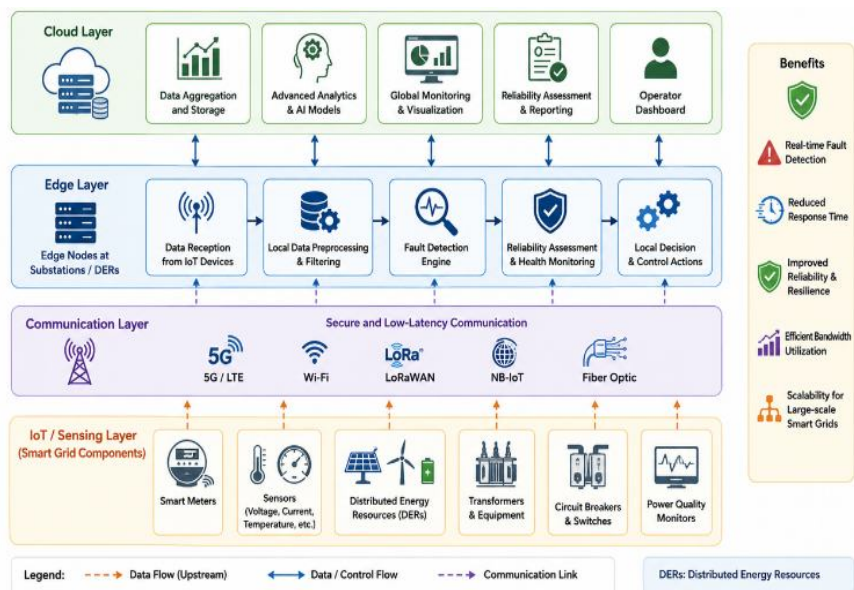 Cloud Layer
Data Aggregation
and Storage
Advanced Analytics
& AI Models
Global Monitoring
& Visualization
Reliability Assessment
& Reporting
Operator
Dashboard
Edge Layer
Edge Nodes at
Substations / DERs
Data Reception
from IoT Devices
Local Data Preprocessing
& Filtering
Fault Detection
Engine
Reliability Assessment
& Health Monitoring
Local Decision
& Control Actions
Communication Layer
Secure and Low-Latency Communication
5G
5G / LTE
Wi-Fi
LoRa
LoRaWAN
NB-IoT
Fiber Optic
IoT / Sensing Layer
(Smart Grid Components)
Smart Meters
Sensors
(Voltage, Current,
Temperature, etc.)
Distributed Energy
Resources (DERs)
Transformers
& Equipment
Circuit Breakers
& Switches
Power Quality
Monitors
Benefits
Real-time Fault
Detection
Reduced
Response Time
Improved
Reliability &
Resilience
Efficient Bandwidth
Utilization
Scalability for
Large-scale
Smart Grids
Legend:
Data Flow (Upstream)
Data / Control Flow
Communication Link
DERs: Distributed Energy Resources